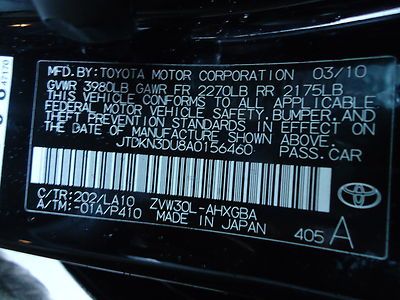 MFD. BY: TOYOTA MOTOR CORPORATION 03/10
GVWR 3980LB GAWR FR 2270LB RR 2175LB
THIS VEHICLE CONFORMS TO ALL APPLICABLE
FEDERAL MOTOR VEHICLE SAFETY, BUMPER, AND
THEFT PREVENTION STANDARDS IN EFFECT ON
THE DATE OF MANUFACTURE SHOWN ABOVE.
JTDKN3DU8A0156460 PASS.CAR
C/TR:202/LA10 ZVW30L-AHXGBA
A/TM:-01A/P410 MADE IN JAPAN
TOYOTA
405 A
47170